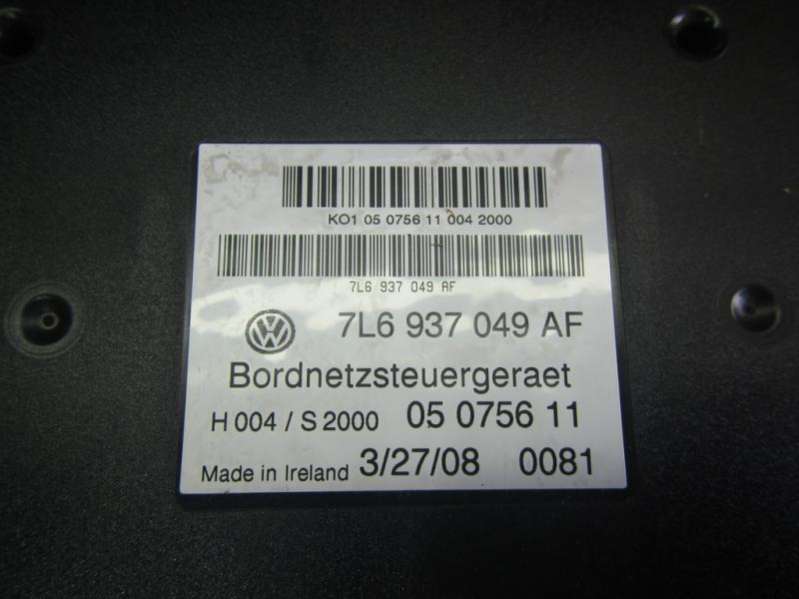 KO1 05 0756 11 004 2000
7L6 937 049 AF
7L6 937 049 AF
Bordnetzsteuergeraet
H 004 / S 2000 05 0756 11
Made in Ireland 3/27/08 0081